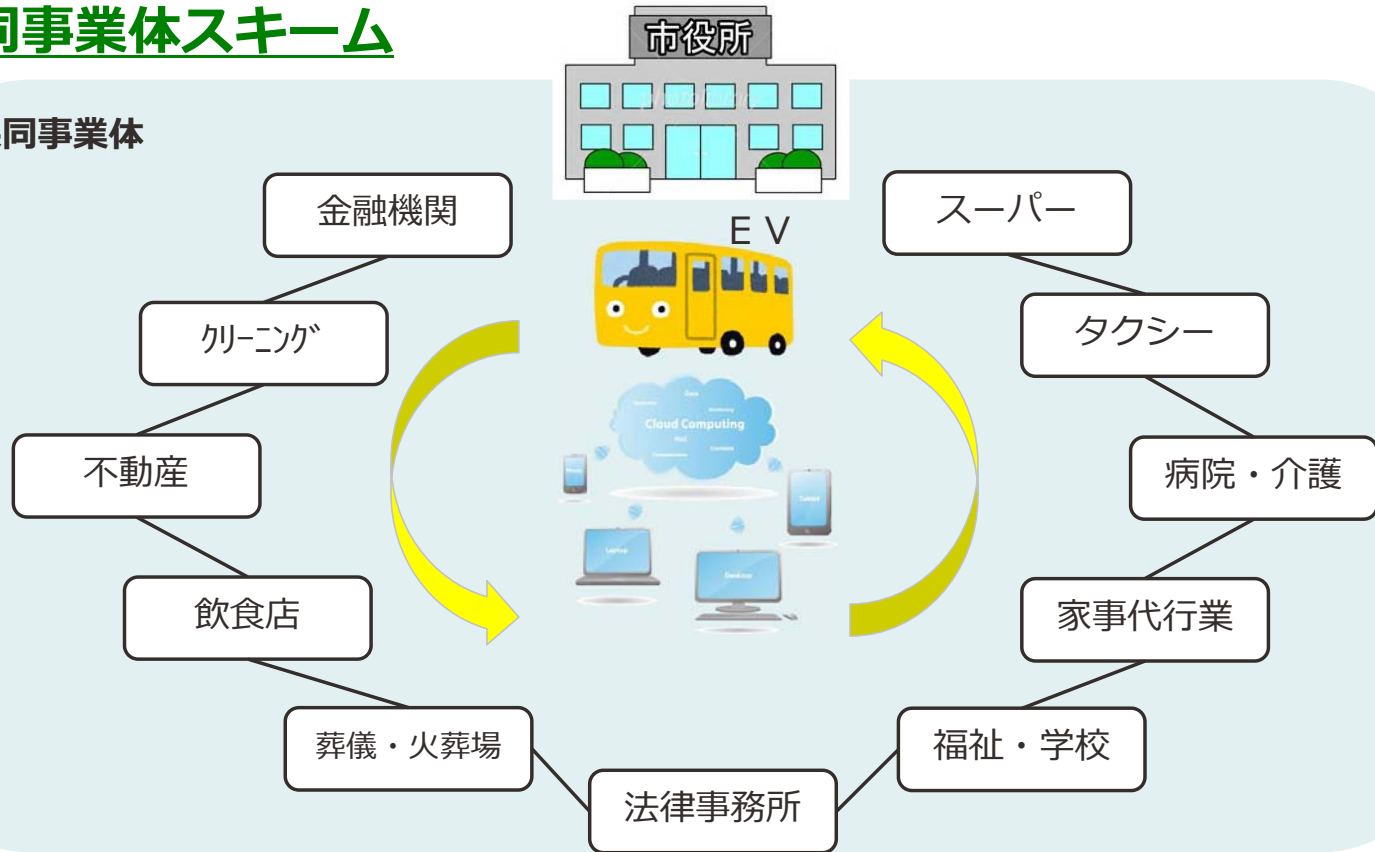 同事業体スキーム
市役所
同事業体
金融機関
スーパー
ＥＶ
ｸﾘｰﾆﾝｸﾞ
タクシー
Cloud Computing
不動産
病院・介護
Tablet
Laptop
Desktop
飲食店
家事代行業
葬儀・火葬場
福祉・学校
法律事務所